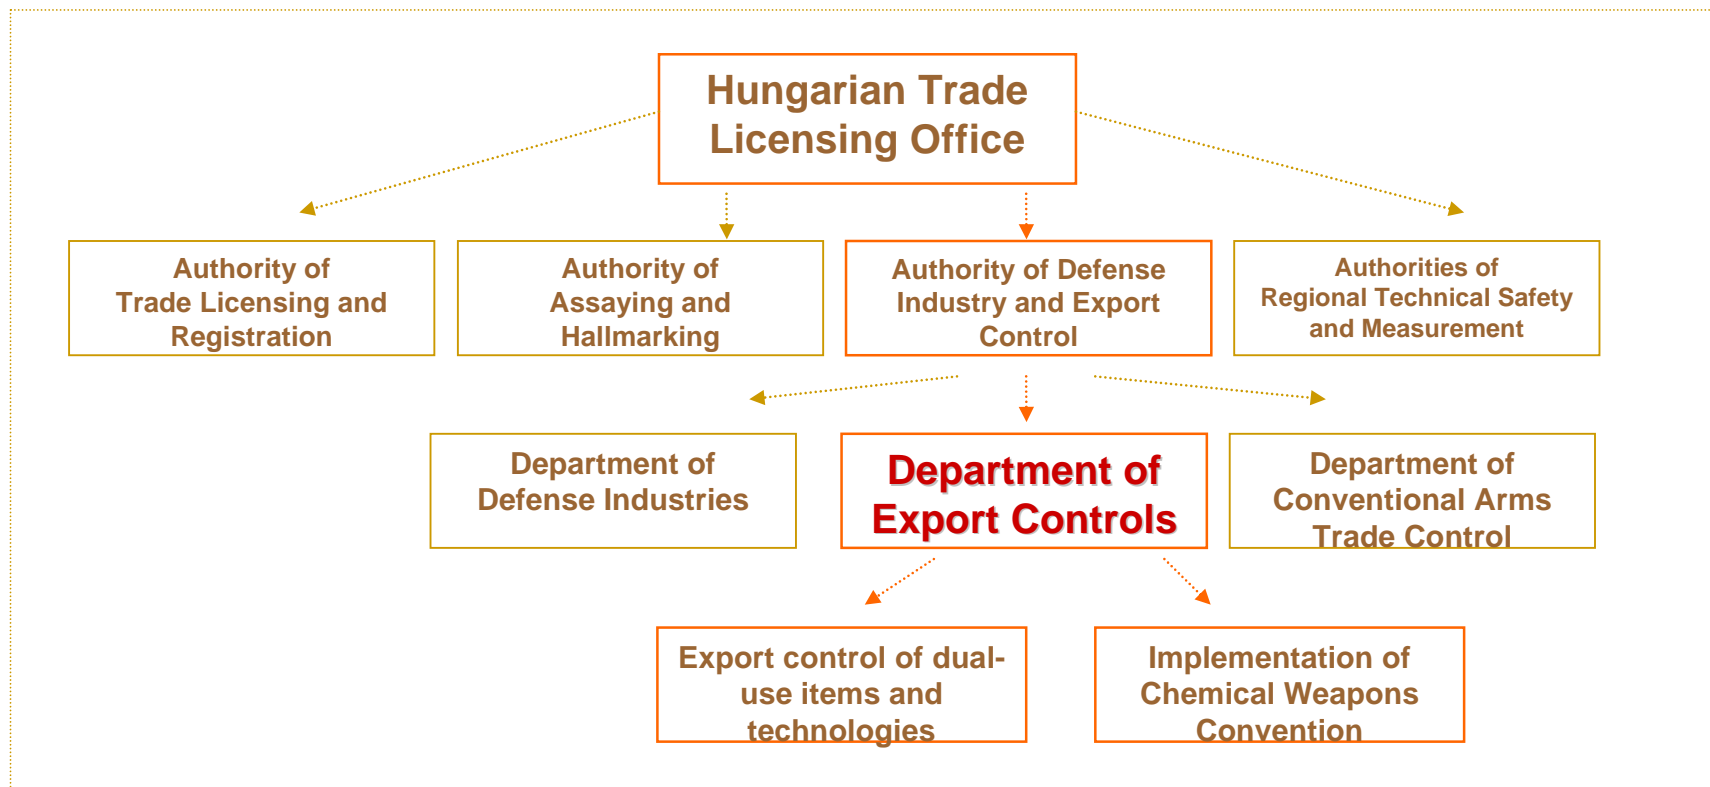 Hungarian Trade
Licensing Office
Authority of
Trade Licensing and
Registration
Authority of
Assaying and
Hallmarking
Authority of Defense
Industry and Export
Control
Authorities of
Regional Technical Safety
and Measurement
Department of
Defense Industries
Department of
Export Controls
Department of
Conventional Arms
Trade Control
Export control of dual-
use items and
technologies
Implementation of
Chemical Weapons
Convention